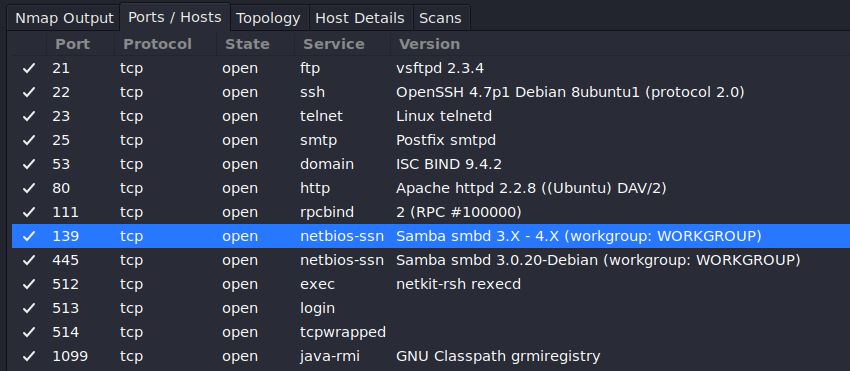 Nmap Output Ports / Hosts Topology Host Details Scans
Port Protocol State Service Version
21 tcp open ftp vsftpd 2.3.4
22 tcp open ssh OpenSSH 4.7p1 Debian 8ubuntu1 (protocol 2.0)
23 tcp open telnet Linux telnetd
25 tcp open smtp Postfix smtpd
53 tcp open domain ISC BIND 9.4.2
80 tcp open http Apache httpd 2.2.8 ((Ubuntu) DAV/2)
111 tcp open rpcbind 2 (RPC #100000)
139 tcp open netbios-ssn Samba smbd 3.X - 4.X (workgroup: WORKGROUP)
445 tcp open netbios-ssn Samba smbd 3.0.20-Debian (workgroup: WORKGROUP)
512 tcp open exec netkit-rsh rexecd
513 tcp open login
514 tcp open tcpwrapped
1099 tcp open java-rmi GNU Classpath grmiregistry